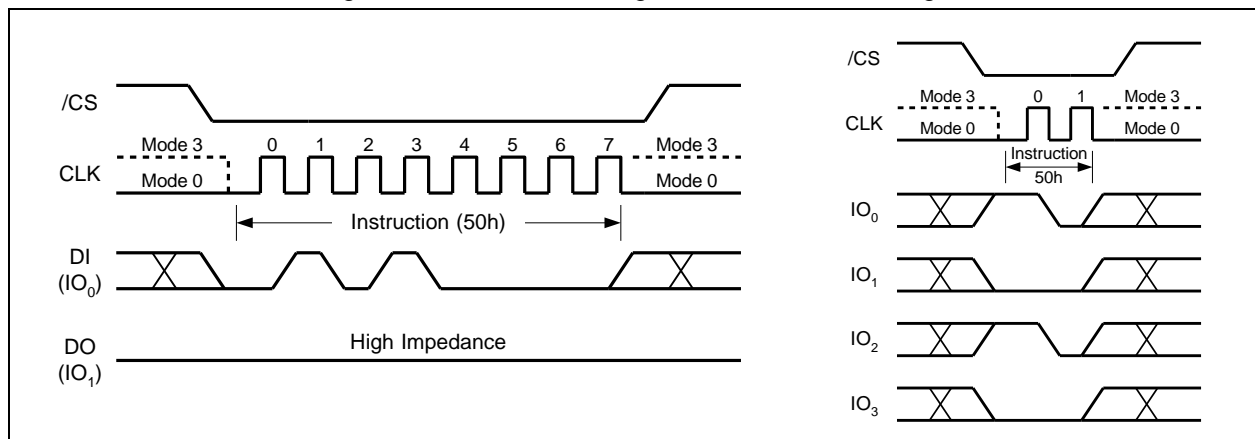 /CS
Mode 3 0 1 2 3 4 5 6 7 Mode 3
CLK
Mode 0 Mode 0
Instruction (50h)
DI
(IO0)
High Impedance
DO
(IO1)
/CS
Mode 3 0 1 Mode 3
CLK
Mode 0 Mode 0
Instruction
50h
IO0
IO1
IO2
IO3